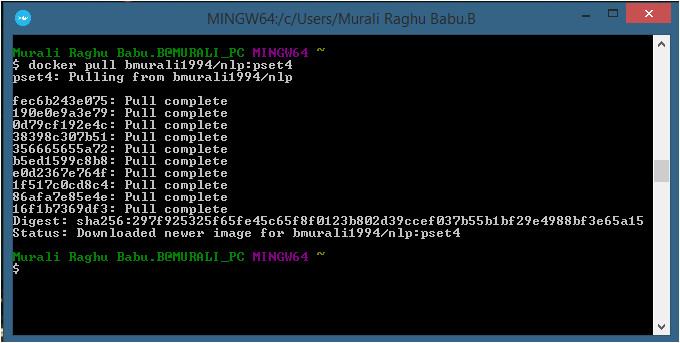 MINGW64:/c/Users/Murali Raghu Babu.B
Murali Raghu Babu.B@MURALI_PC MINGW64 ~
$ docker pull bmurali1994/nlp:pset4
pset4: Pulling from bmurali1994/nlp
fec6b243e075: Pull complete
190e0e9a3e79: Pull complete
0d79cf192e4c: Pull complete
38398c307b51: Pull complete
356665655a72: Pull complete
b5ed1599c8b8: Pull complete
e0d2367e764f: Pull complete
1f517c0cd8c4: Pull complete
86afa7e85e4e: Pull complete
16f1b7369df3: Pull complete
Digest: sha256:297f925325f65fe45c65f8f0123b802d39ccef037b55b1bf29e4988bf3e65a15
Status: Downloaded newer image for bmurali1994/nlp:pset4
Murali Raghu Babu.B@MURALI_PC MINGW64 ~
$